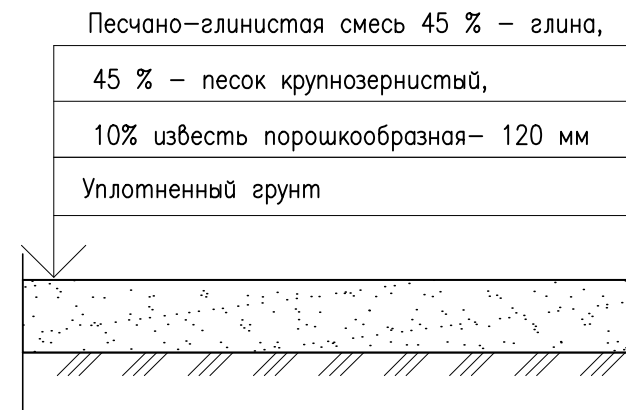 Песчано-глинистая смесь 45 % - глина,
45 % - песок крупнозернистый,
10% известь порошкообразная- 120 мм
Уплотненный грунт